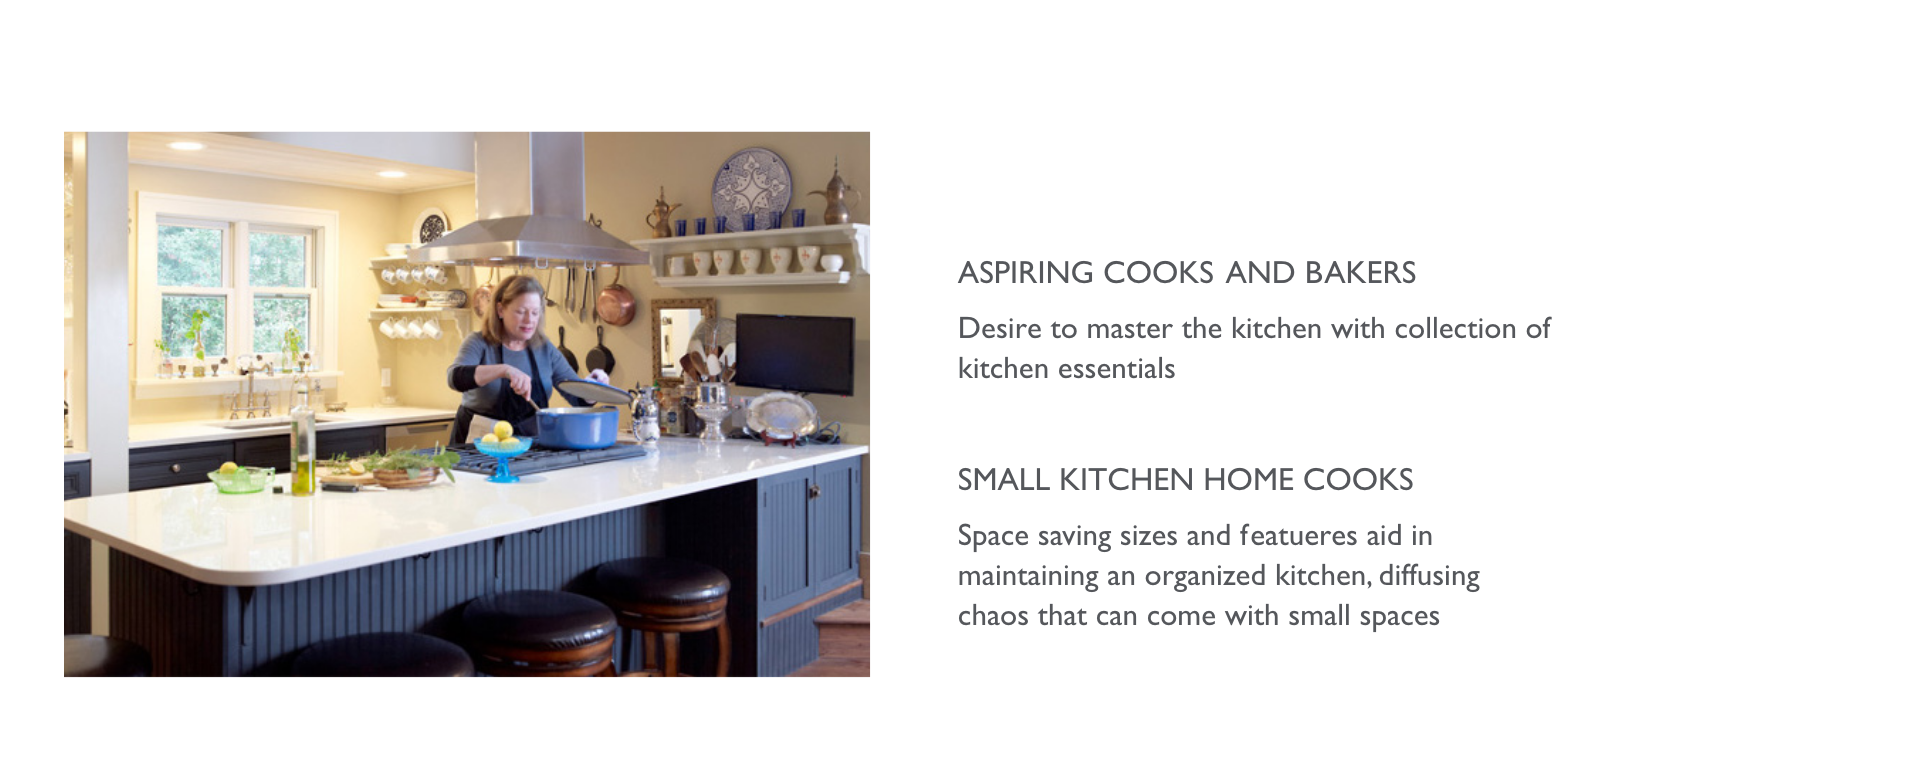 ASPIRING COOKS AND BAKERS
Desire to master the kitchen with collection of
kitchen essentials
SMALL KITCHEN HOME COOKS
Space saving sizes and featueres aid in
maintaining an organized kitchen, diffusing
chaos that can come with small spaces